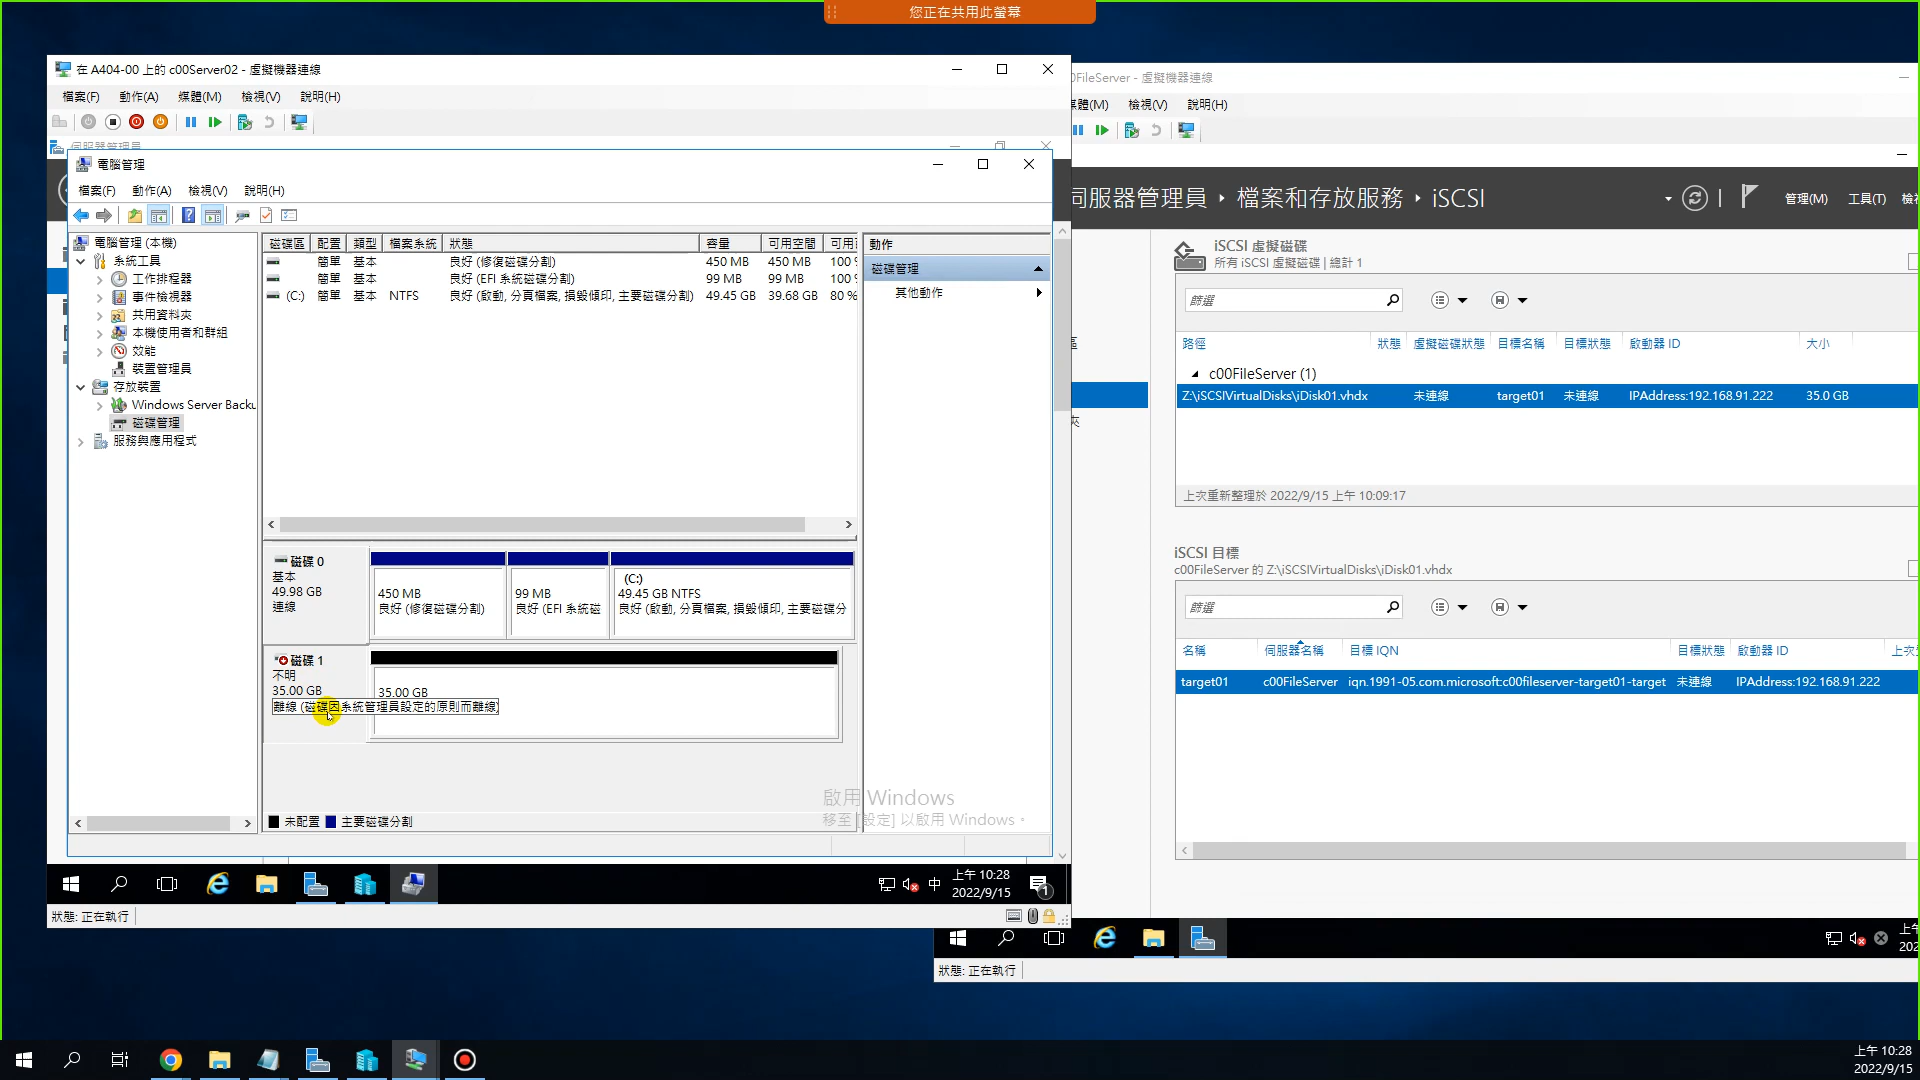 您正在共用此螢幕
在 A404-00 上的 c00Server02 - 虛擬機器連線
檔案(F) 動作(A) 媒體(M) 檢視(V) 說明(H)
伺服器管理員
電腦管理
檔案(F) 動作(A) 檢視(V) 說明(H)
電腦管理 (本機)
系統工具
工作排程器
事件檢視器
共用資料夾
本機使用者和群組
效能
裝置管理員
存放裝置
Windows Server Backu
磁碟管理
服務與應用程式
磁碟區 配置 類型 檔案系統 狀態 容量 可用空間 可用
簡單 基本 良好 (修復磁碟分割) 450 MB 450 MB 100 %
簡單 基本 良好 (EFI 系統磁碟分割) 99 MB 99 MB 100 %
(C:) 簡單 基本 NTFS 良好 (啟動, 分頁檔案, 損毀傾印, 主要磁碟分割) 49.45 GB 39.68 GB 80 %
磁碟 0
基本
49.98 GB
連線
450 MB
良好 (修復磁碟分割)
99 MB
良好 (EFI 系統磁
(C:)
49.45 GB NTFS
良好 (啟動, 分頁檔案, 損毀傾印, 主要磁碟分
磁碟 1
不明
35.00 GB
離線 (磁碟因系統管理員設定的原則而離線)
35.00 GB
未配置 主要磁碟分割
動作
磁碟管理
其他動作
啟用 Windows
移至 [設定] 以啟用 Windows。
中
上午 10:28
2022/9/15
1
狀態: 正在執行
00FileServer - 虛擬機器連線
媒體(M) 檢視(V) 說明(H)
伺服器管理員 ‣ 檔案和存放服務 ‣ iSCSI
管理(M) 工具(T) 檢
區
夾
iSCSI 虛擬磁碟
所有 iSCSI 虛擬磁碟 | 總計 1
篩選
路徑 狀態 虛擬磁碟狀態 目標名稱 目標狀態 啟動器 ID 大小
c00FileServer (1)
Z:\iSCSIVirtualDisks\iDisk01.vhdx 未連線 target01 未連線 IPAddress:192.168.91.222 35.0 GB
上次重新整理於 2022/9/15 上午 10:09:17
iSCSI 目標
c00FileServer 的 Z:\iSCSIVirtualDisks\iDisk01.vhdx
篩選
名稱 伺服器名稱 目標 IQN 目標狀態 啟動器 ID 上次
target01 c00FileServer iqn.1991-05.com.microsoft:c00fileserver-target01-target 未連線 IPAddress:192.168.91.222
上午
202
狀態: 正在執行
上午 10:28
2022/9/15